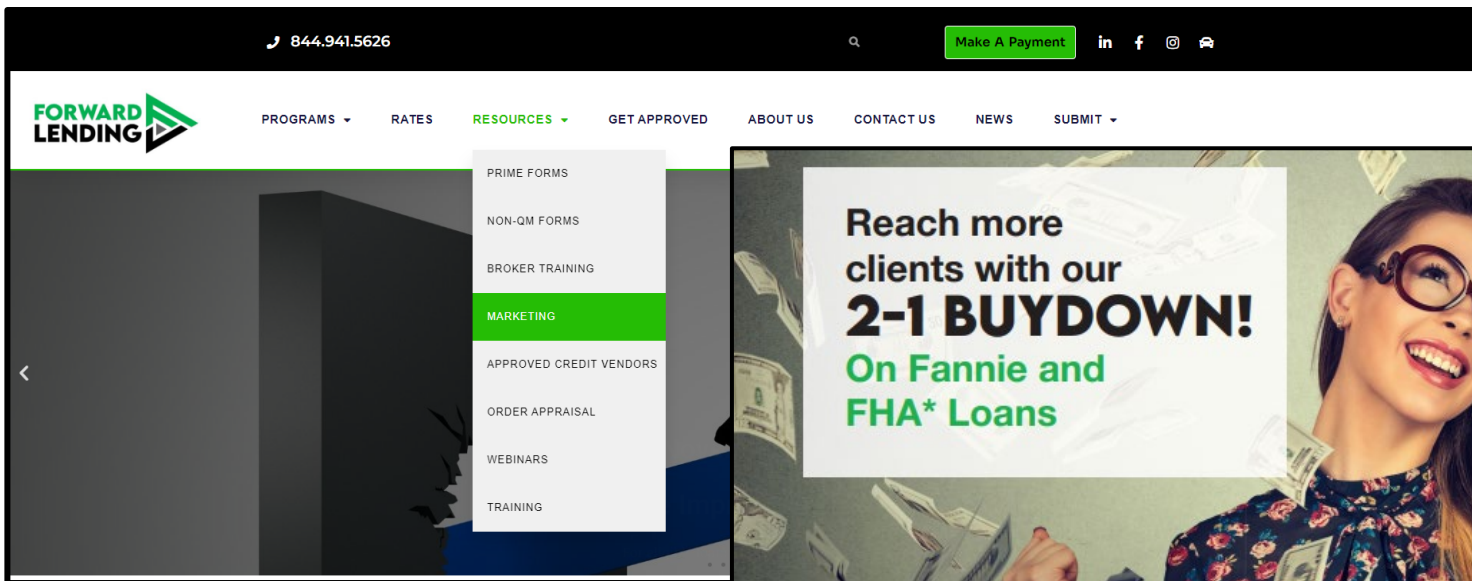 844.941.5626
Make A Payment
FORWARD
LENDING
PROGRAMS
RATES
RESOURCES
GET APPROVED
ABOUT US
CONTACT US
NEWS
SUBMIT
PRIME FORMS
NON-QM FORMS
BROKER TRAINING
MARKETING
APPROVED CREDIT VENDORS
ORDER APPRAISAL
WEBINARS
TRAINING
Reach more
clients with our
2-1 BUYDOWN!
On Fannie and
FHA* Loans